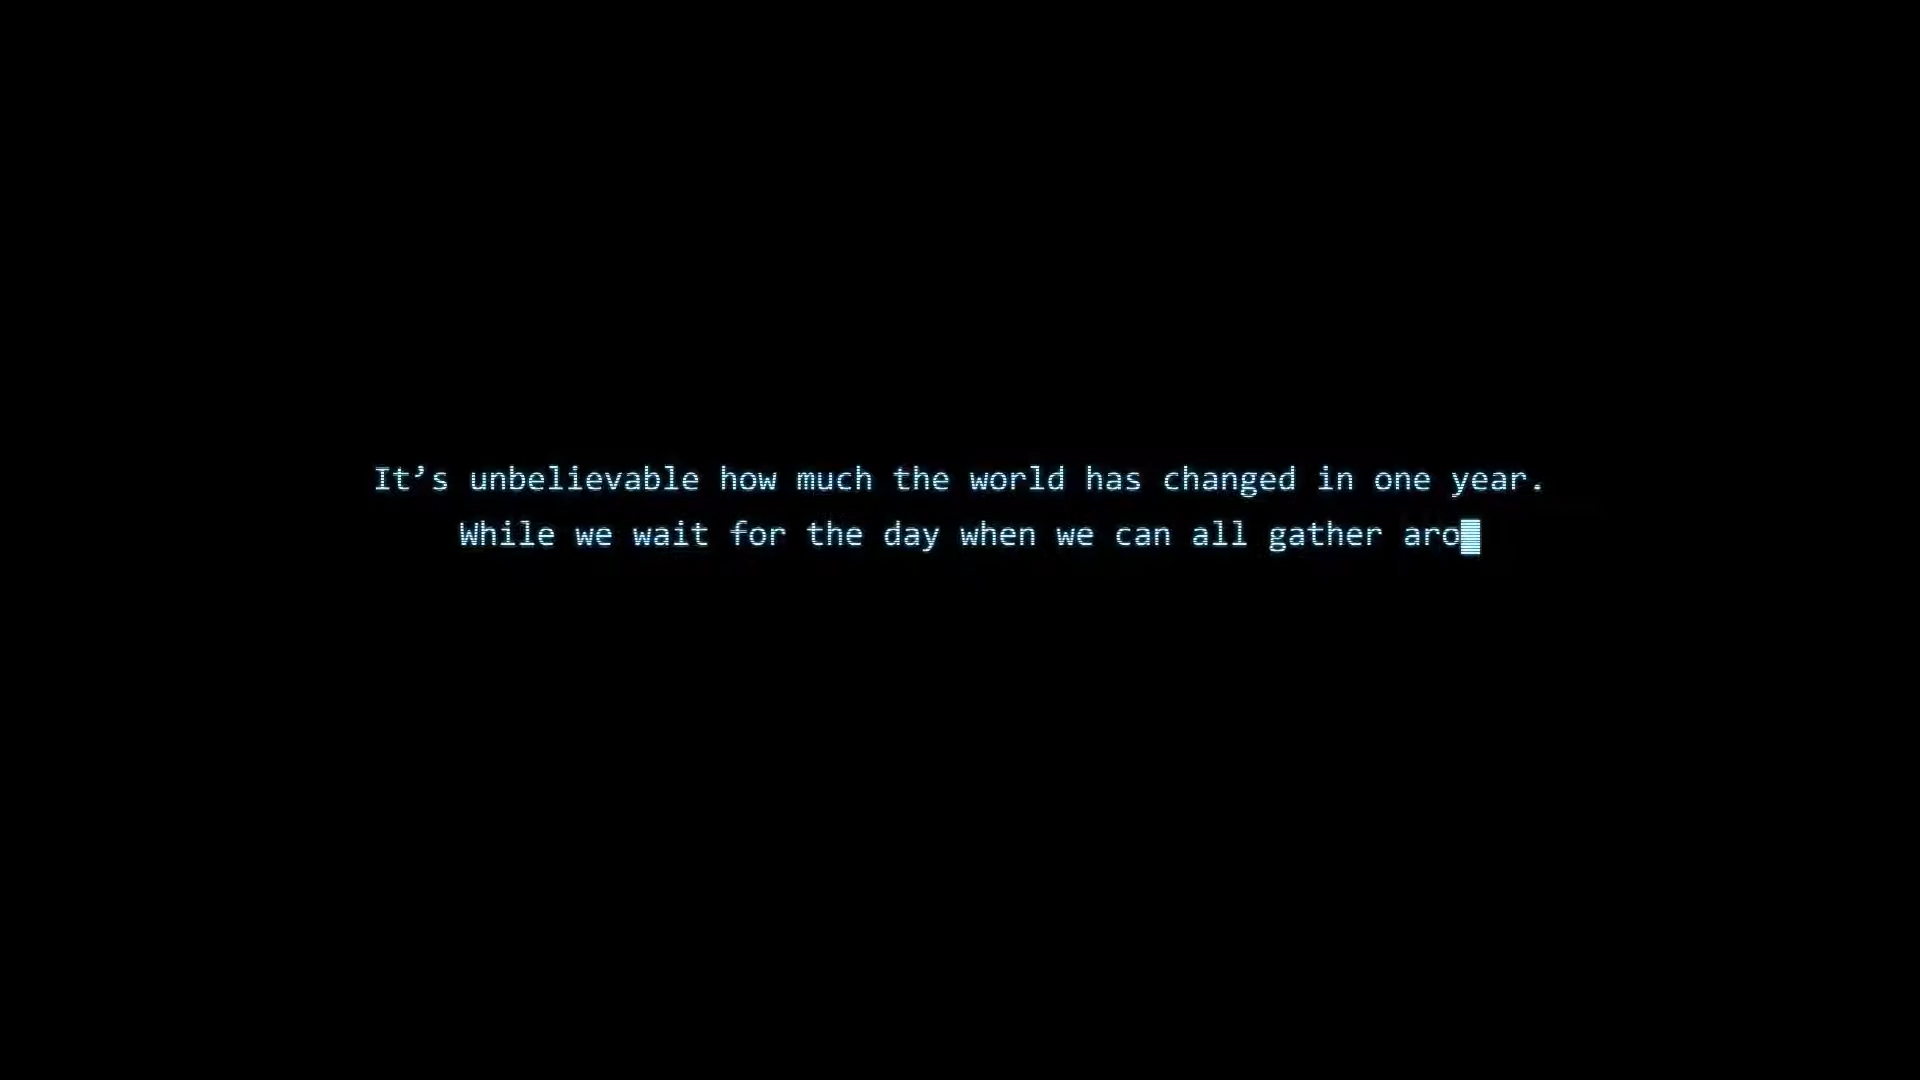 It’s unbelievable how much the world has changed in one year.
While we wait for the day when we can all gather aro